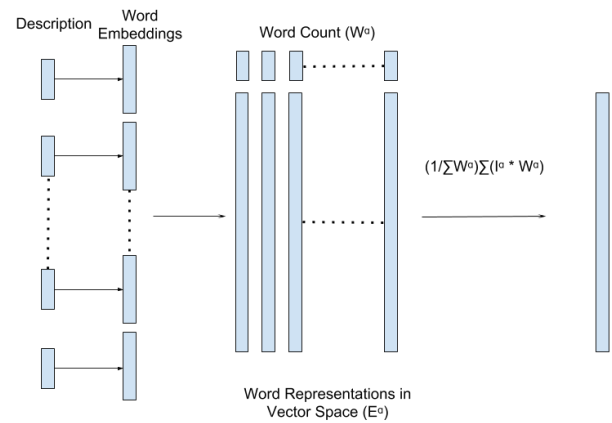 Description
Word
Embeddings
Word Count (Wᵅ)
(1/∑Wᵅ)∑(Iᵅ * Wᵅ)
Word Representations in
Vector Space (Eᵅ)